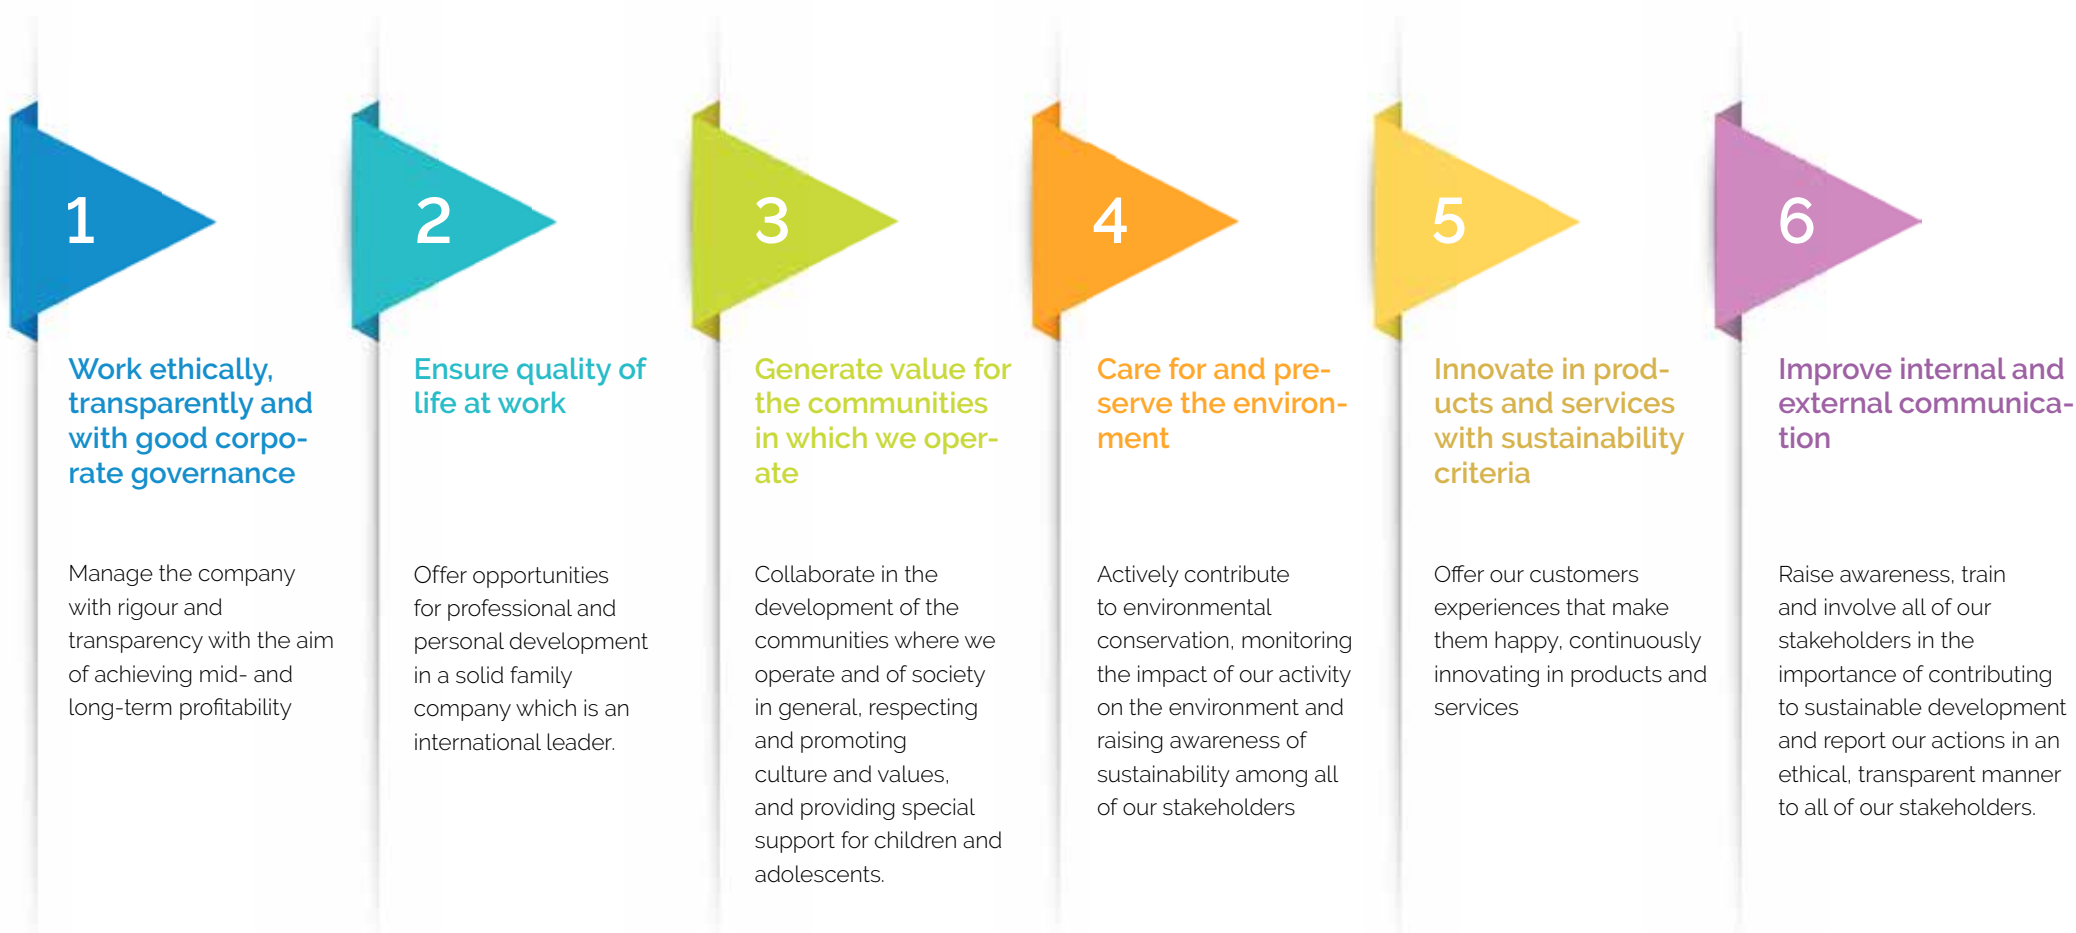 1
Work ethically,
transparently and
with good corpo-
rate governance
Manage the company
with rigour and
transparency with the aim
of achieving mid- and
long-term profitability
2
Ensure quality of
life at work
Offer opportunities
for professional and
personal development
in a solid family
company which is an
international leader.
3
Generate value for
the communities
in which we oper-
ate
Collaborate in the
development of the
communities where we
operate and of society
in general, respecting
and promoting
culture and values,
and providing special
support for children and
adolescents.
4
Care for and pre-
serve the environ-
ment
Actively contribute
to environmental
conservation, monitoring
the impact of our activity
on the environment and
raising awareness of
sustainability among all
of our stakeholders
5
Innovate in prod-
ucts and services
with sustainability
criteria
Offer our customers
experiences that make
them happy, continuously
innovating in products and
services
6
Improve internal and
external communica-
tion
Raise awareness, train
and involve all of our
stakeholders in the
importance of contributing
to sustainable development
and report our actions in an
ethical, transparent manner
to all of our stakeholders.